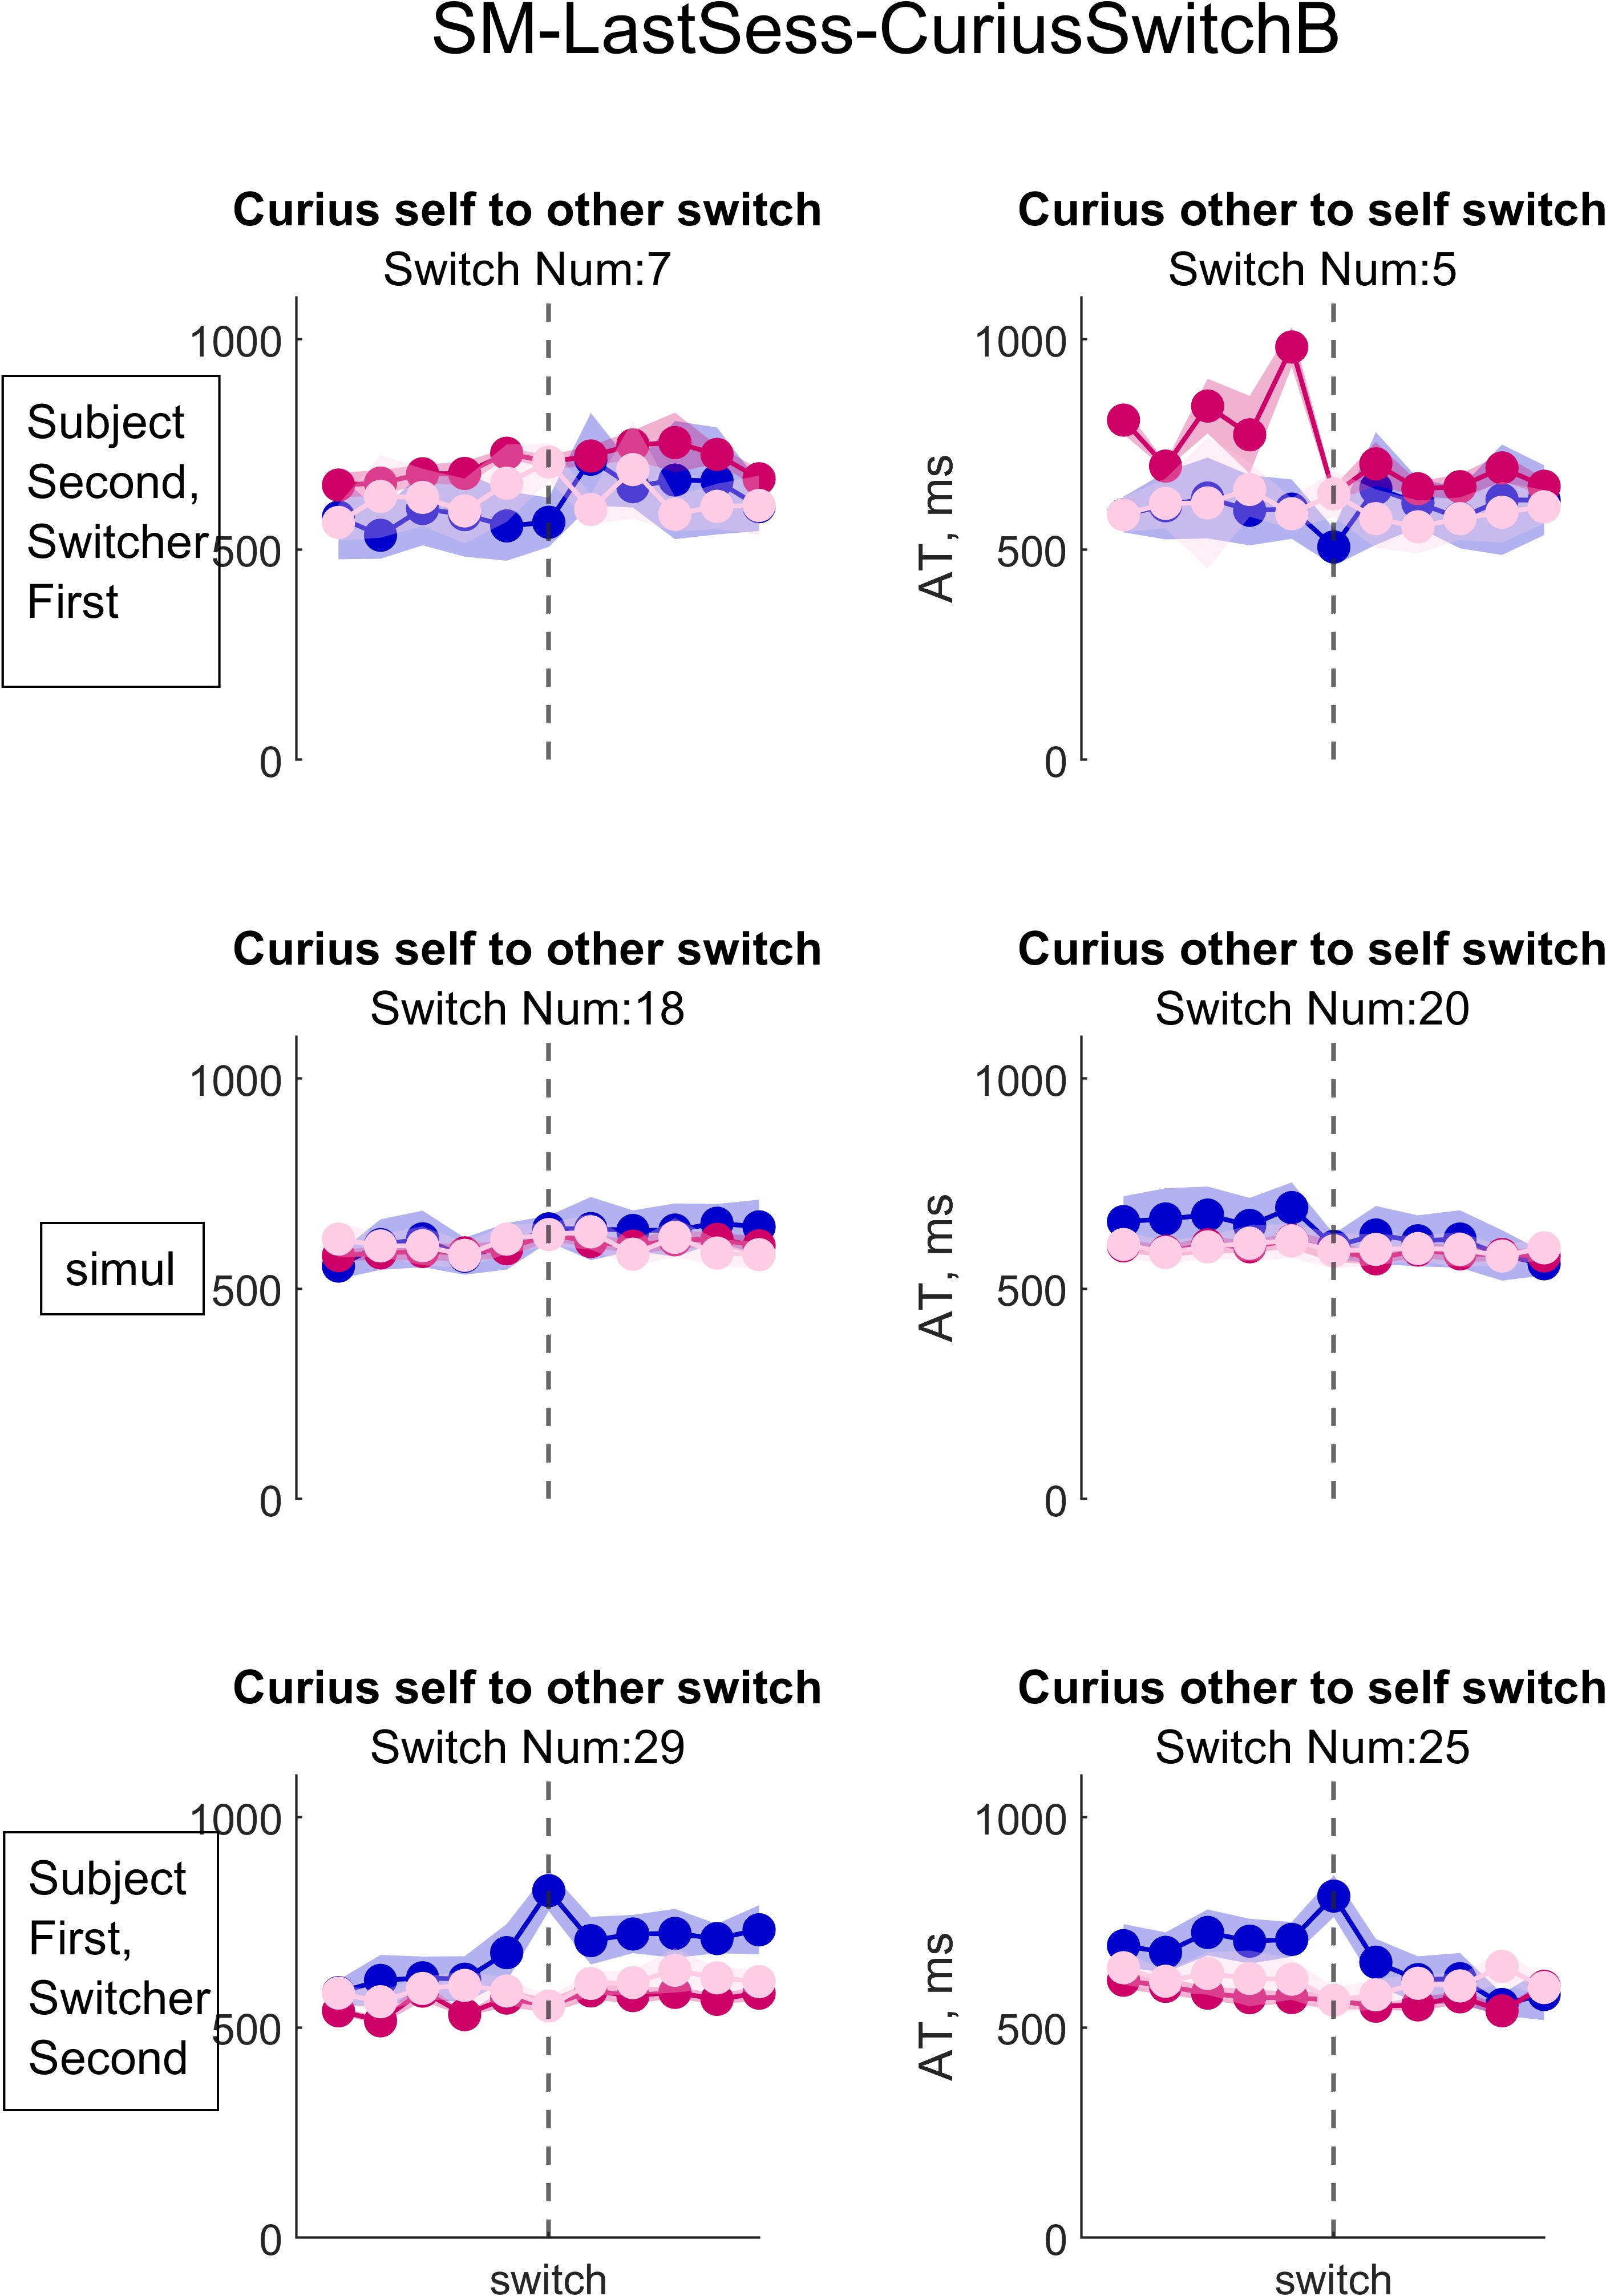 SM-LastSess-CuriusSwitchB
Curius self to other switch
Switch Num:7
Curius other to self switch
Switch Num:5
Subject
Second,
Switcher
First
1000
500
0
AT, ms
1000
500
0
Curius self to other switch
Switch Num:18
Curius other to self switch
Switch Num:20
simul
1000
500
0
AT, ms
1000
500
0
Curius self to other switch
Switch Num:29
Curius other to self switch
Switch Num:25
Subject
First,
Switcher
Second
1000
500
0
switch
AT, ms
1000
500
0
switch